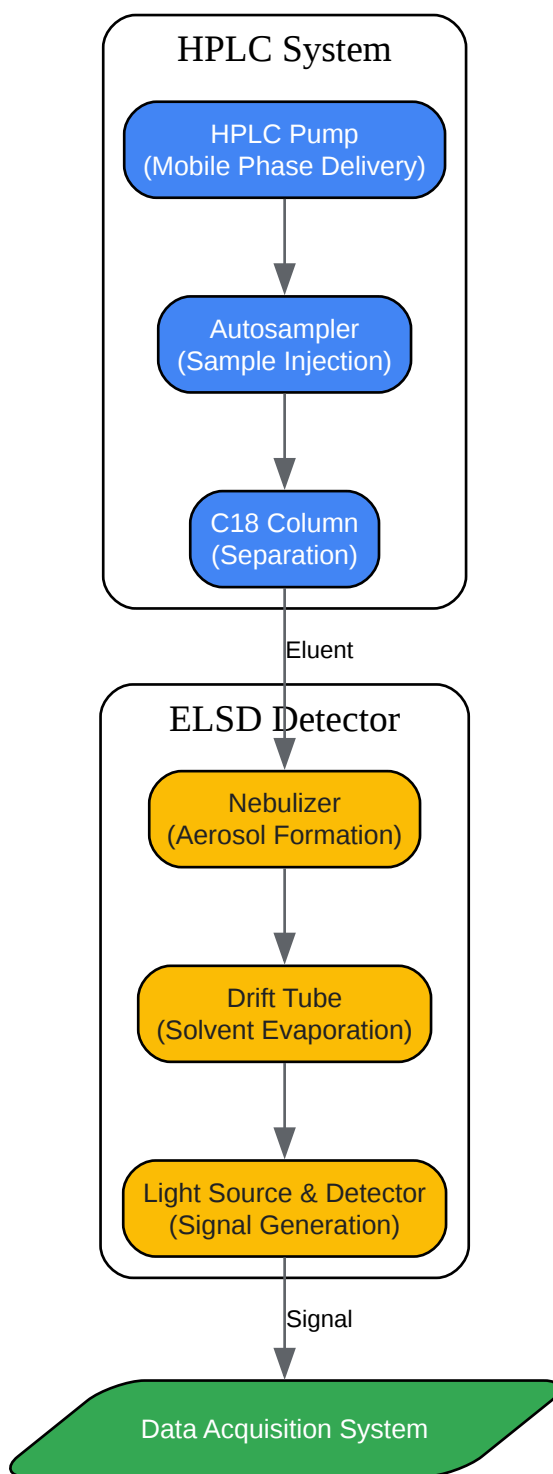 HPLC System
HPLC Pump
(Mobile Phase Delivery)
Autosampler
(Sample Injection)
C18 Column
(Separation)
Eluent
ELSD Detector
Nebulizer
(Aerosol Formation)
Drift Tube
(Solvent Evaporation)
Light Source & Detector
(Signal Generation)
Signal
Data Acquisition System